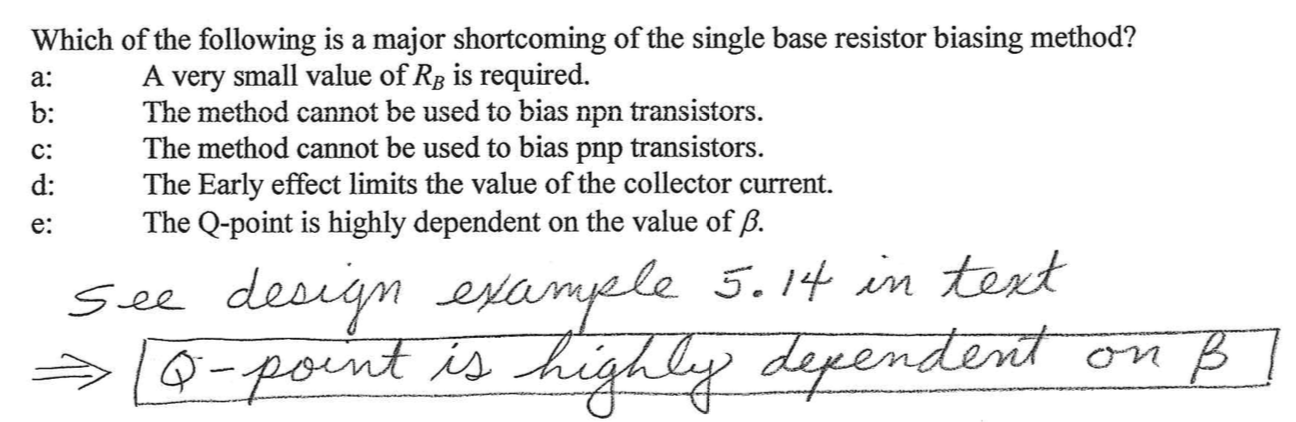 Which of the following is a major shortcoming of the single base resistor biasing method?
a: A very small value of R_B is required.
b: The method cannot be used to bias npn transistors.
c: The method cannot be used to bias pnp transistors.
d: The Early effect limits the value of the collector current.
e: The Q-point is highly dependent on the value of β.
See design example 5.14 in text
⇒ Q-point is highly dependent on β